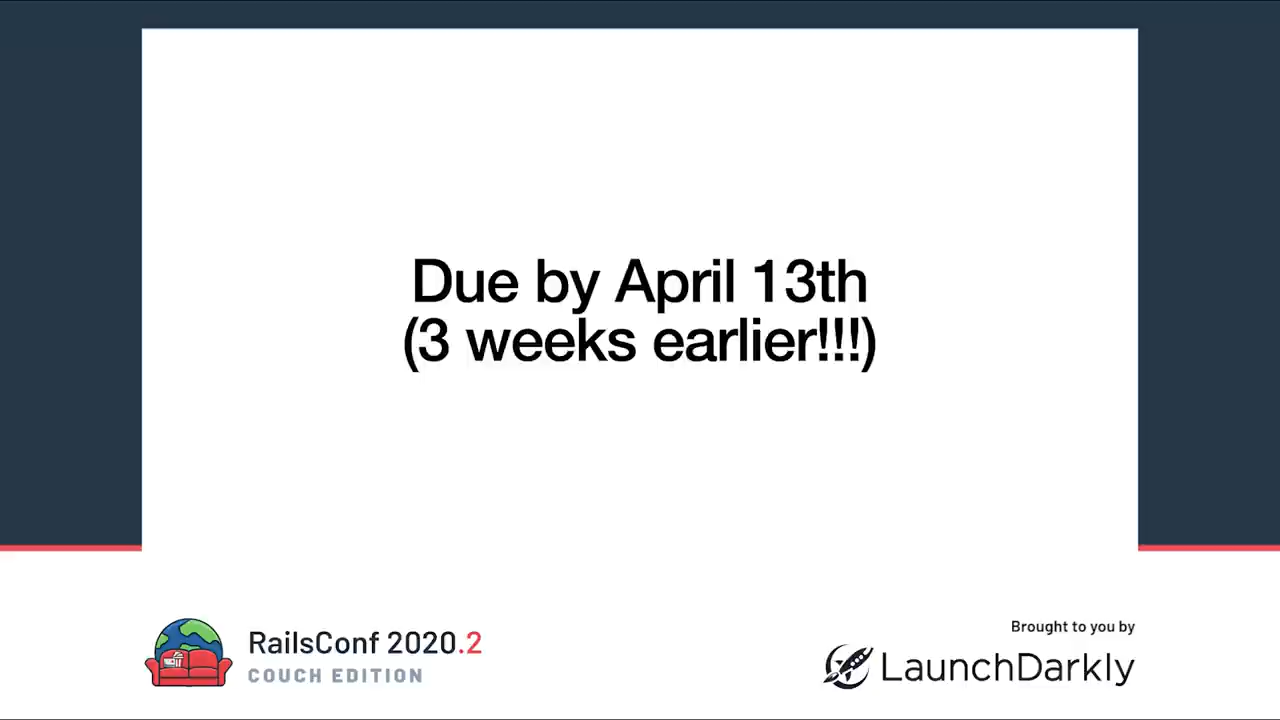 Due by April 13th
(3 weeks earlier!!!)
RailsConf 2020.2
COUCH EDITION
Brought to you by
LaunchDarkly